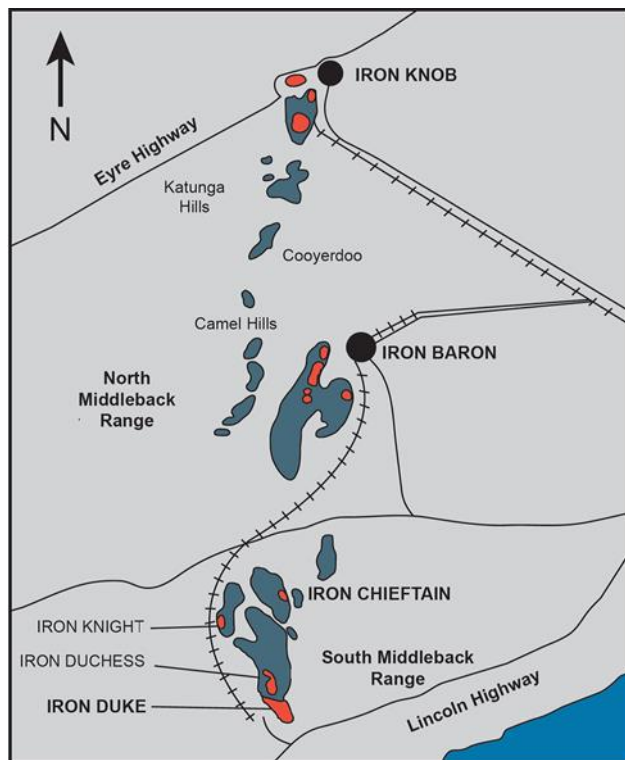 IRON KNOB
N
Eyre Highway
Katunga
Hills
Cooyerdoo
Camel Hills
IRON BARON
North
Middleback
Range
IRON CHIEFTAIN
IRON KNIGHT
IRON DUCHESS
South Middleback
Range
IRON DUKE
Lincoln Highway